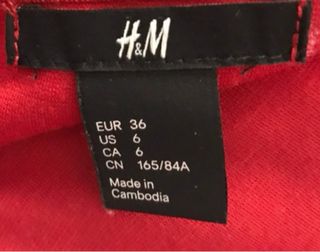 H&M
EUR 36
US 6
CA 6
CN 165/84A
Made in
Cambodia